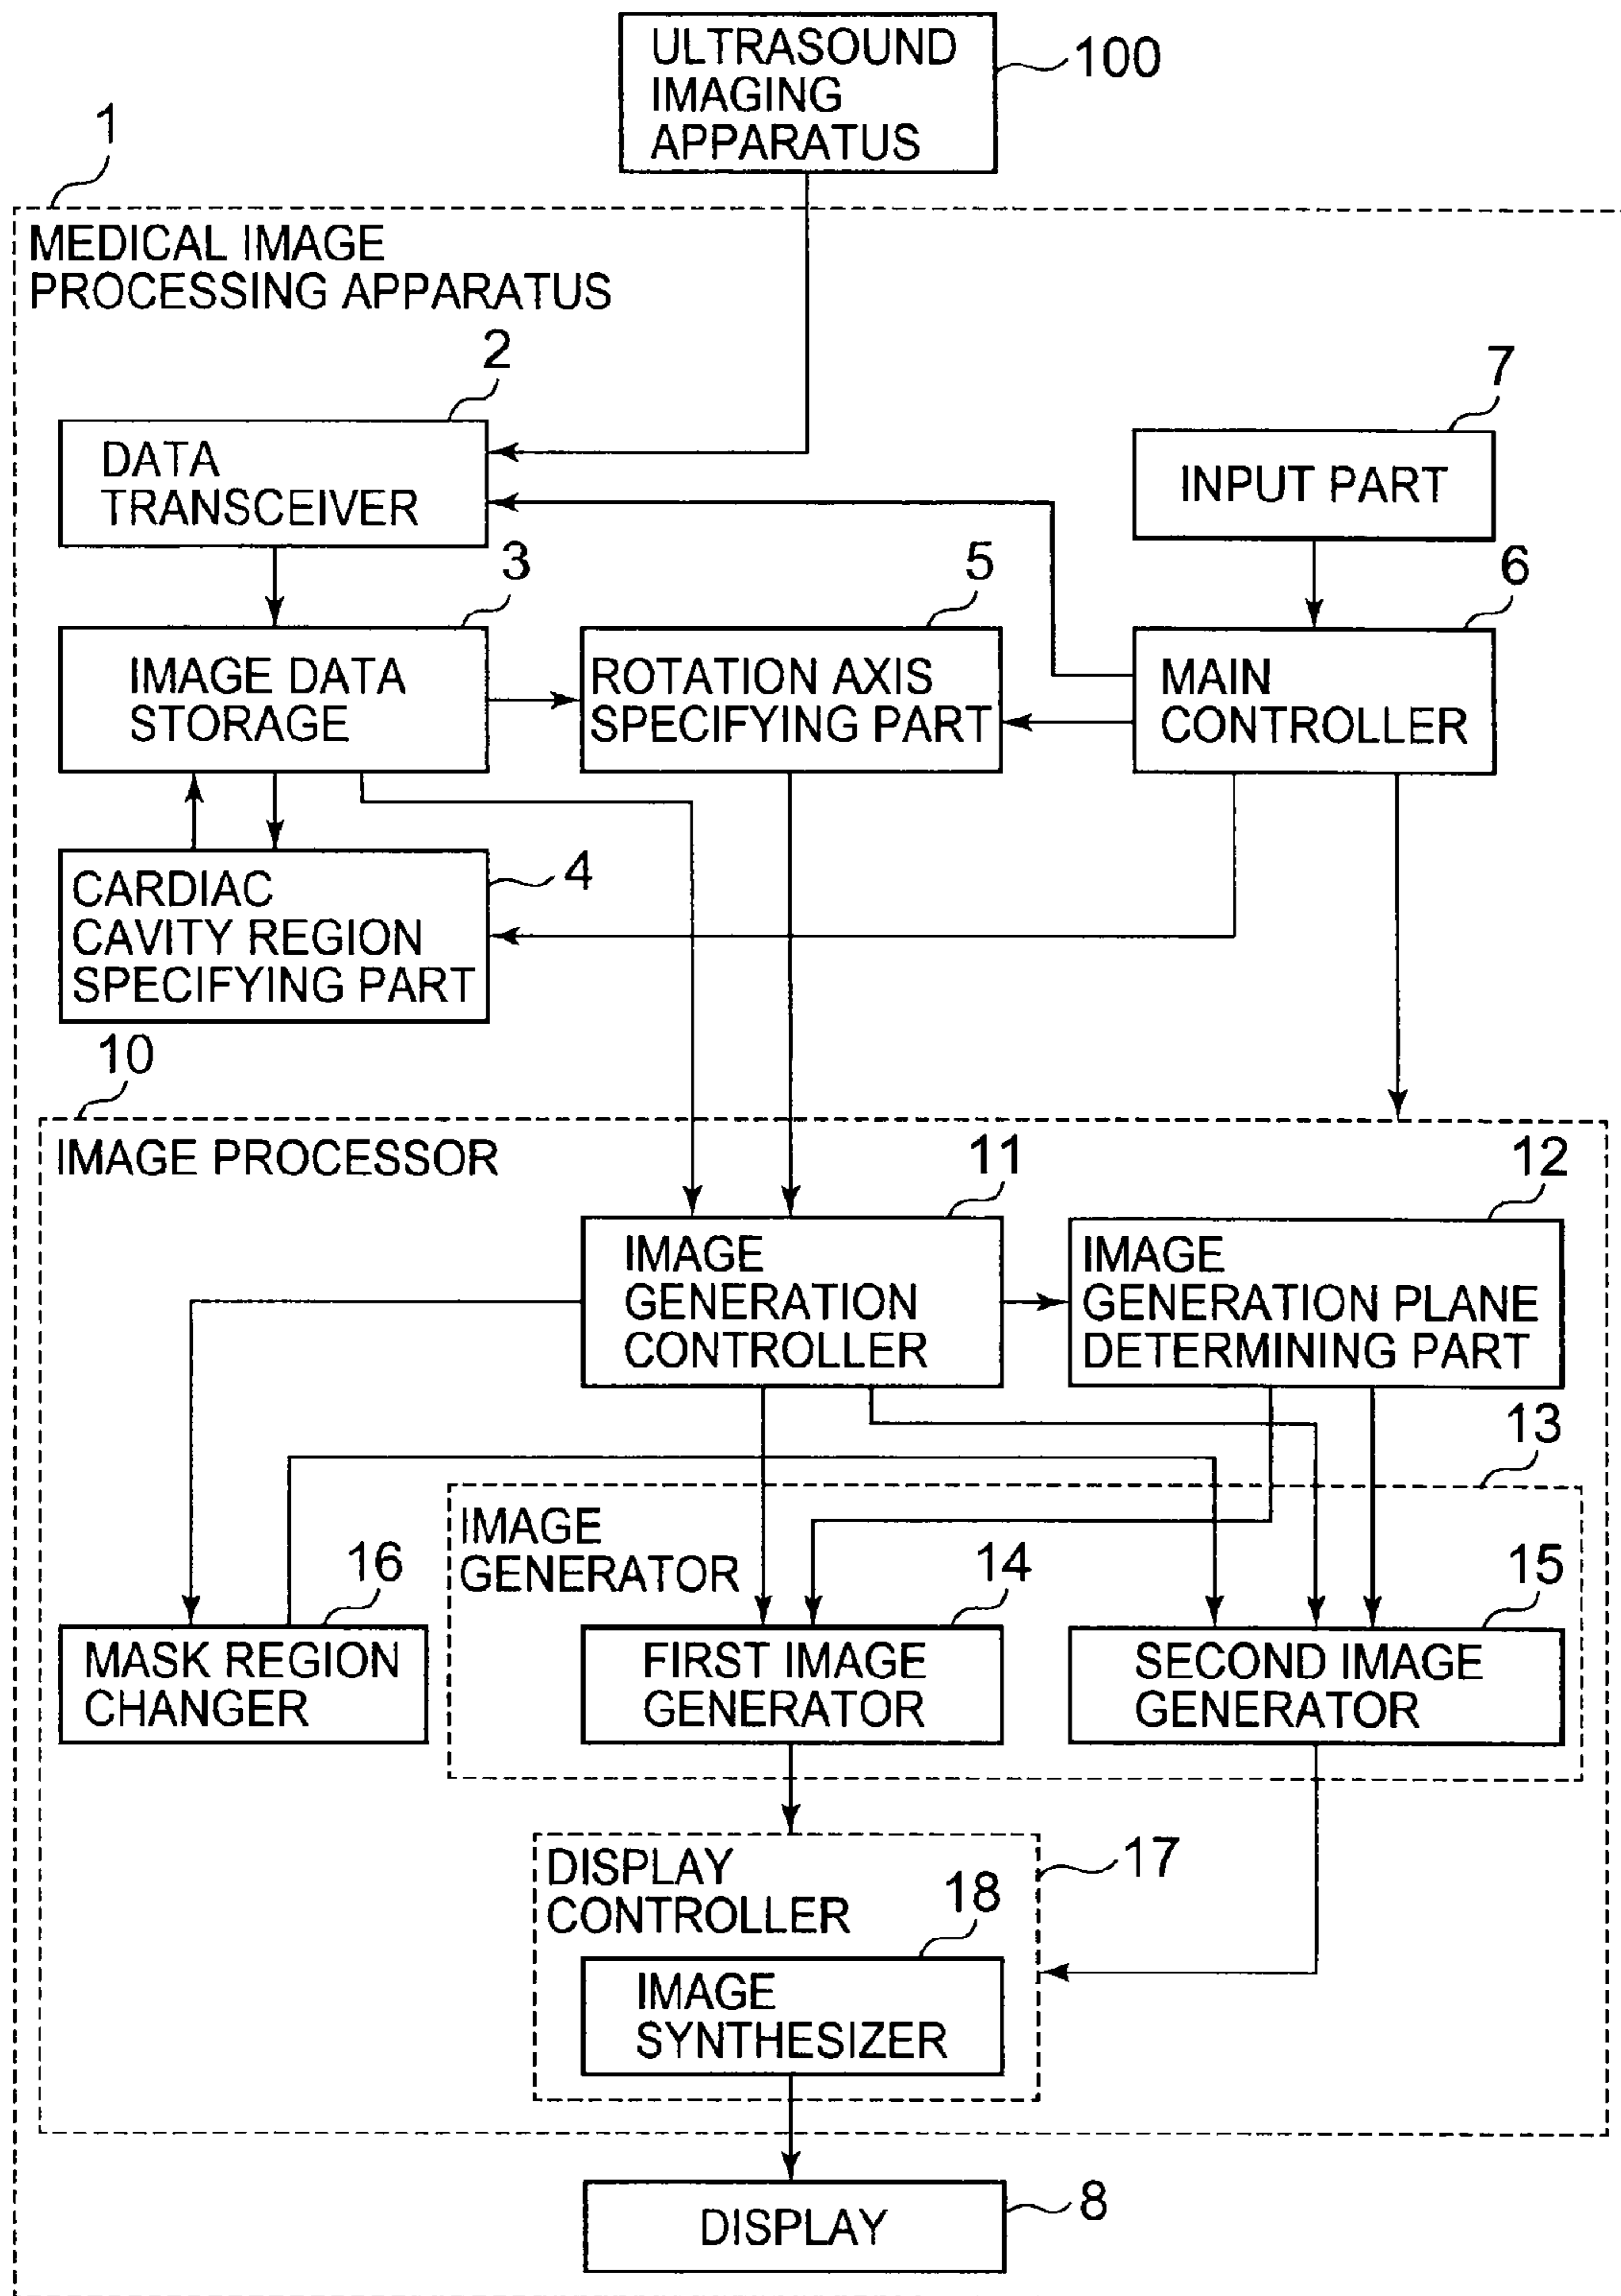 ULTRASOUND
IMAGING
APPARATUS
100
1
MEDICAL IMAGE
PROCESSING APPARATUS
2
DATA
TRANSCEIVER
7
INPUT PART
3
IMAGE DATA
STORAGE
5
ROTATION AXIS
SPECIFYING PART
6
MAIN
CONTROLLER
CARDIAC
CAVITY REGION
SPECIFYING PART
4
10
IMAGE PROCESSOR
11
IMAGE
GENERATION
CONTROLLER
12
IMAGE
GENERATION PLANE
DETERMINING PART
13
IMAGE
GENERATOR
16
MASK REGION
CHANGER
14
FIRST IMAGE
GENERATOR
15
SECOND IMAGE
GENERATOR
DISPLAY
CONTROLLER
17
18
IMAGE
SYNTHESIZER
DISPLAY
8